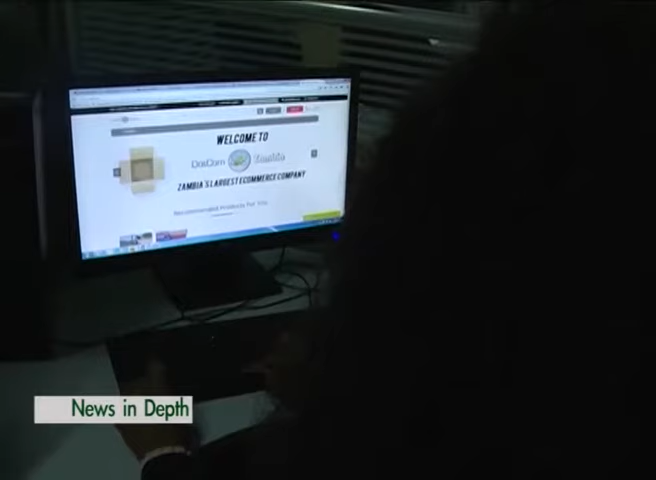 WELCOME TO
DotCom Zambia
ZAMBIA'S LARGEST ECOMMERCE COMPANY
Recommended Products For You
News in Depth